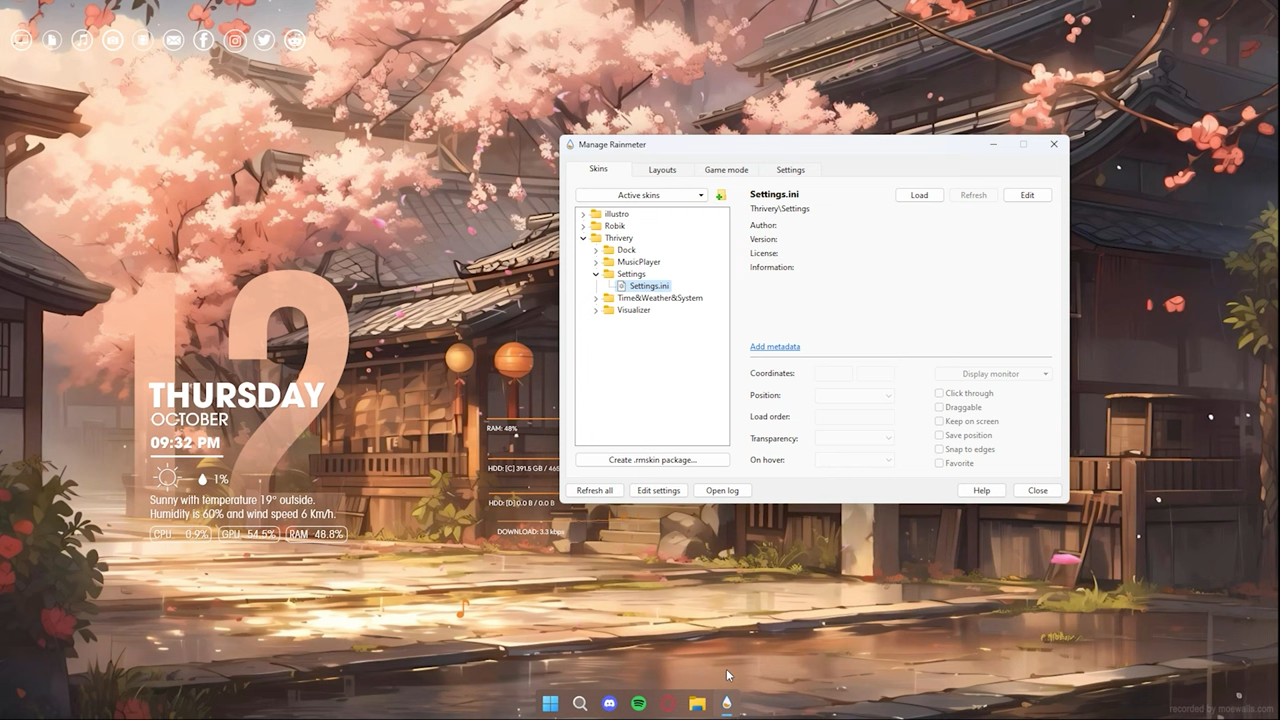 Manage Rainmeter
Skins
Layouts
Game mode
Settings
Active skins
illustro
Robik
Thrivery
Dock
MusicPlayer
Settings
Settings.ini
Time&Weather&System
Visualizer
Create .rmskin package...
Settings.ini
Load
Refresh
Edit
Thrivery\Settings
Author:
Version:
License:
Information:
Add metadata
Coordinates:
Display monitor
Position:
Click through
Load order:
Draggable
Transparency:
Keep on screen
On hover:
Save position
Snap to edges
Favorite
Refresh all
Edit settings
Open log
Help
Close
12
THURSDAY
OCTOBER
09:32 PM
1%
Sunny with temperature 19° outside.
Humidity is 60% and wind speed 6 Km/h.
CPU 0.9%
GPU 54.5%
RAM 48.8%
RAM: 48%
HDD: [C] 391.5 GB / 465
HDD: [D] 0.0 B / 0.0 B
DOWNLOAD: 3.3 kbps
recorded by moewalls.com